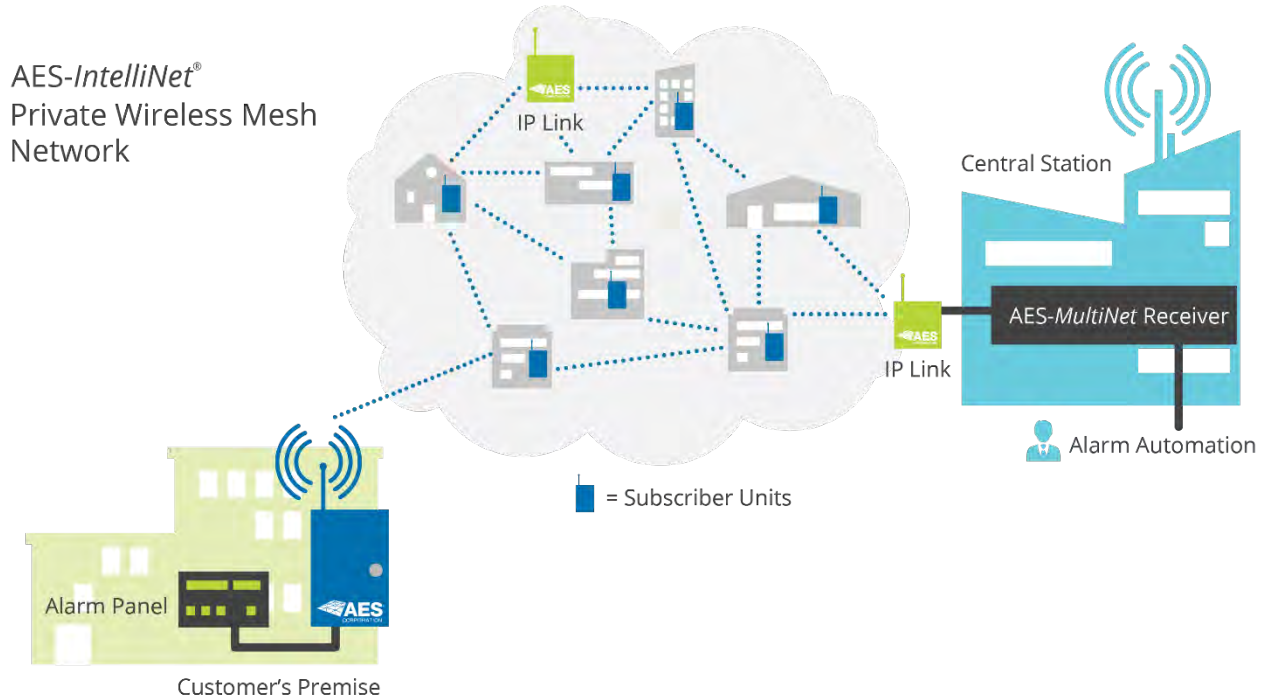 AES-IntelliNet®
Private Wireless Mesh
Network
AES
IP Link
Central Station
AES-MultiNet Receiver
AES
IP Link
Alarm Automation
= Subscriber Units
Alarm Panel
AES
CORPORATION
Customer's Premise